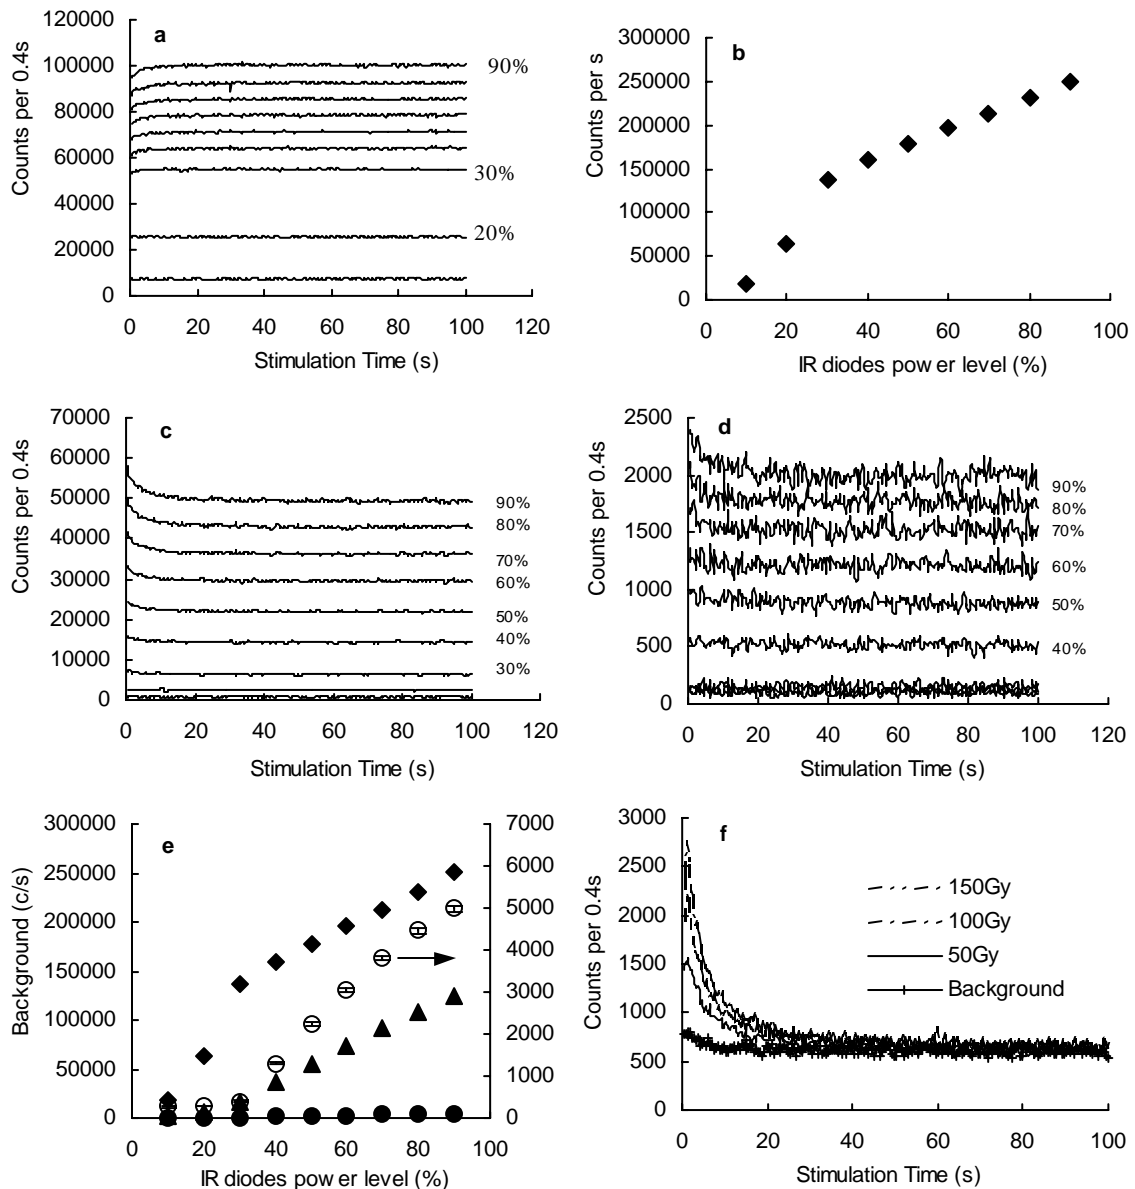 a
120000
100000
80000
60000
40000
20000
0
Counts per 0.4s
90%
30%
20%
0 20 40 60 80 100 120
Stimulation Time (s)
b
300000
250000
200000
150000
100000
50000
0
Counts per s
0 20 40 60 80 100
IR diodes power level (%)
c
70000
60000
50000
40000
30000
20000
10000
0
Counts per 0.4s
90%
80%
70%
60%
50%
40%
30%
0 20 40 60 80 100 120
Stimulation Time (s)
d
2500
2000
1500
1000
500
0
Counts per 0.4s
90%
80%
70%
60%
50%
40%
0 20 40 60 80 100 120
Stimulation Time (s)
e
300000
250000
200000
150000
100000
50000
0
Background (c/s)
7000
6000
5000
4000
3000
2000
1000
0
0 20 40 60 80 100
IR diodes power level (%)
f
3000
2500
2000
1500
1000
500
0
Counts per 0.4s
150Gy
100Gy
50Gy
Background
0 20 40 60 80 100
Stimulation Time (s)